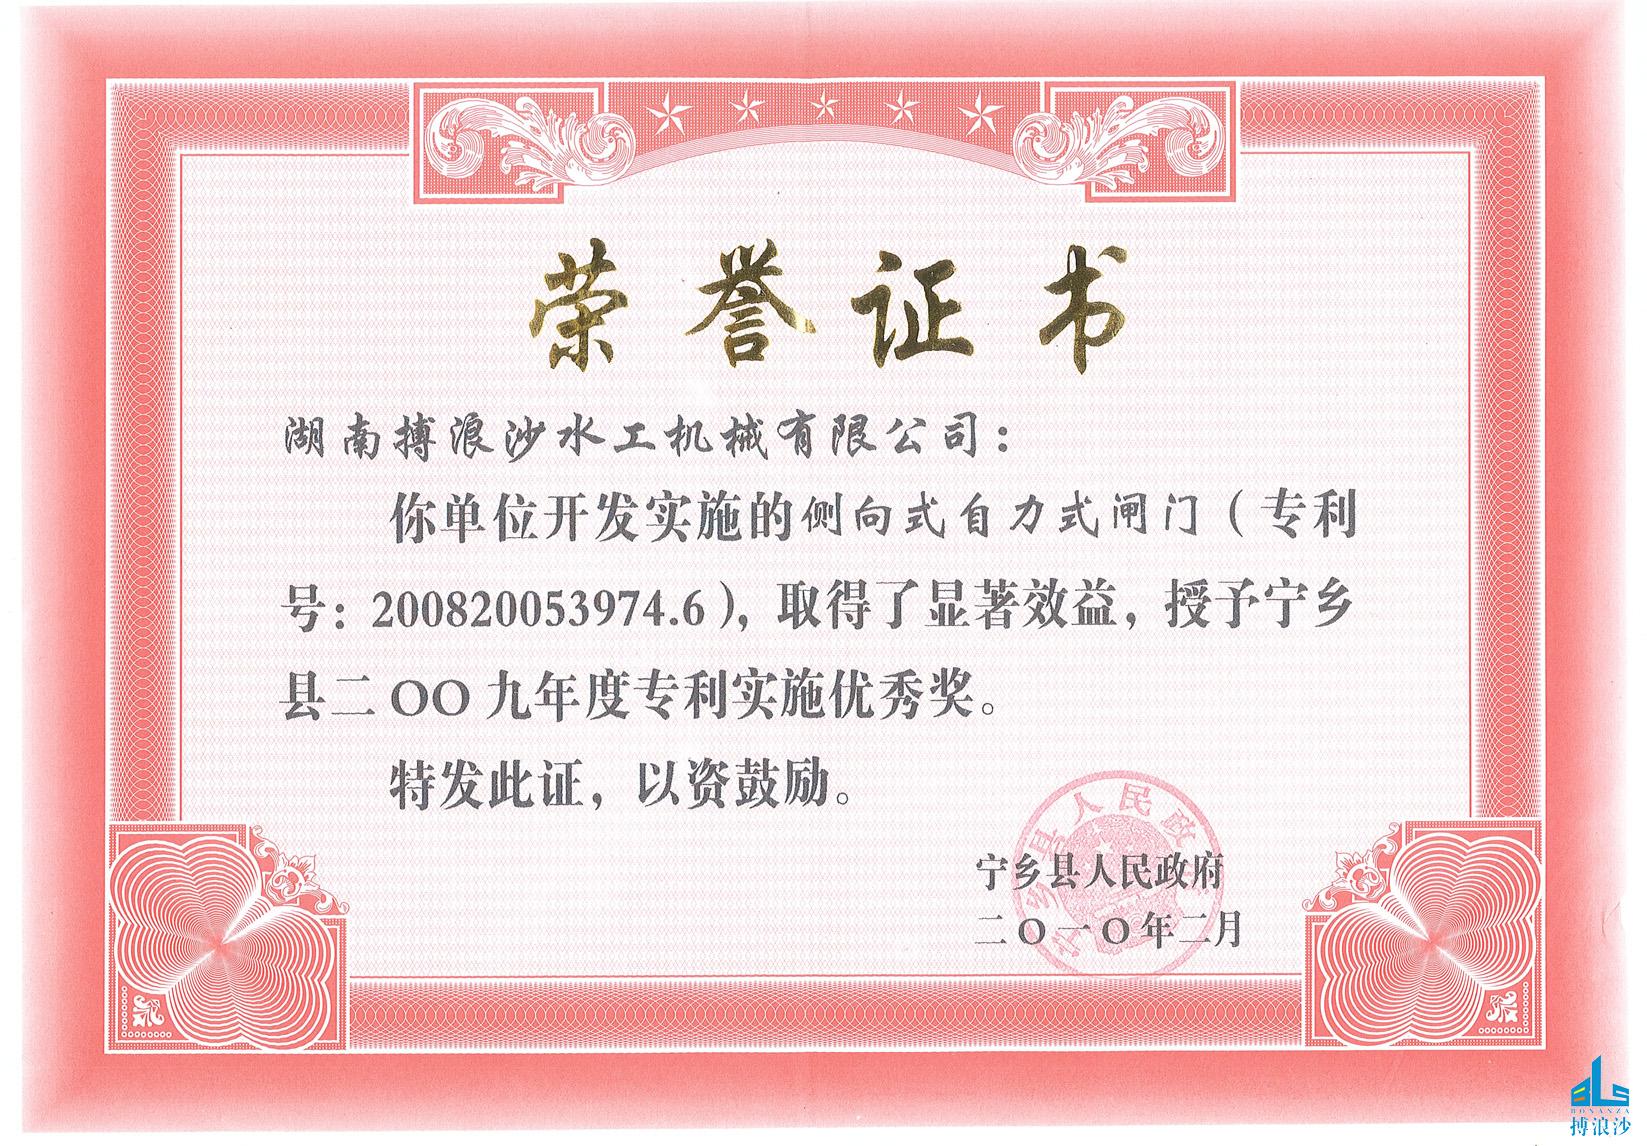 荣誉证书
湖南搏浪沙水工机械有限公司：
你单位开发实施的侧向式自力式闸门（专利
号：200820053974.6），取得了显著效益，授予宁乡
县二OO九年度专利实施优秀奖。
特发此证，以资鼓励。
宁乡县人民政府
宁乡县人民政府
二O一O年二月
BLS
BONANZA
搏浪沙